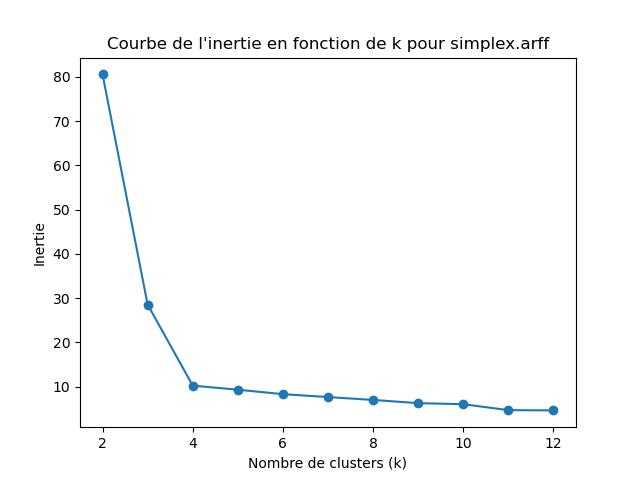 Courbe de l'inertie en fonction de k pour simplex.arff
80
70
60
50
40
30
20
10
Inertie
2 4 6 8 10 12
Nombre de clusters (k)